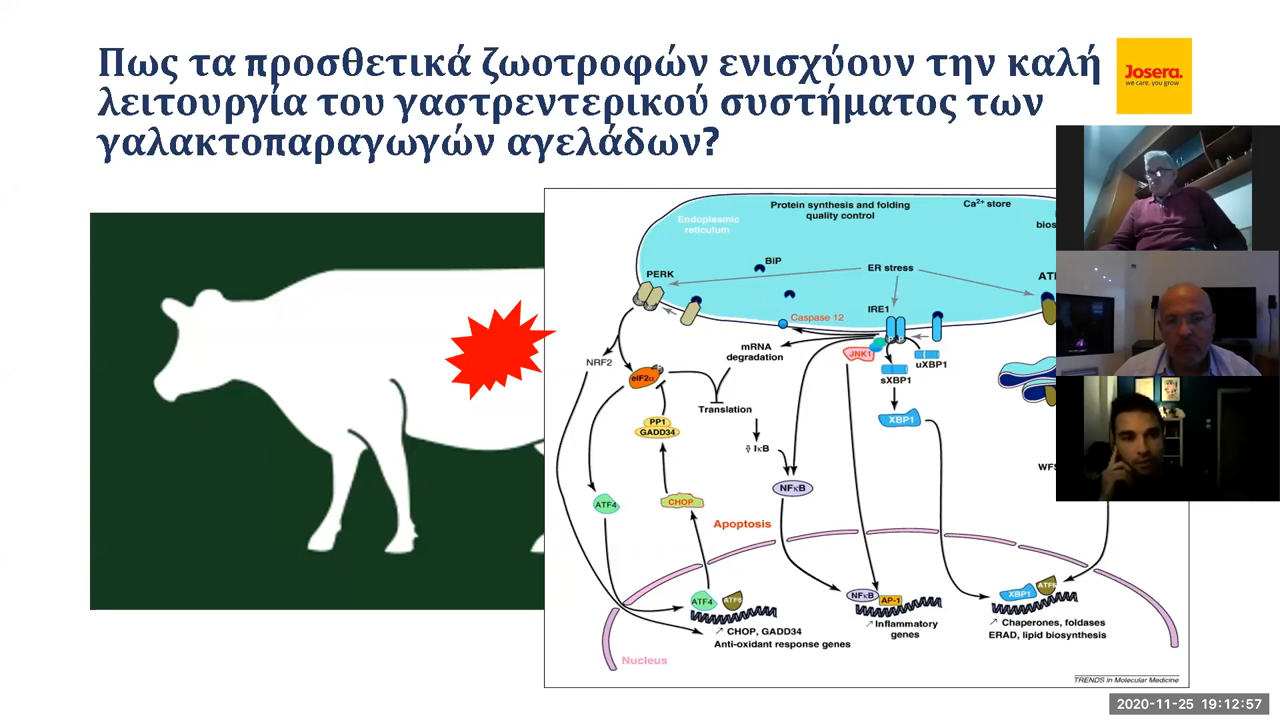 Πως τα προσθετικά ζωοτροφών ενισχύουν την καλή
λειτουργία του γαστρεντερικού συστήματος των
γαλακτοπαραγωγών αγελάδων?
Josera.
we care. you grow
Endoplesmic
reticulum
Protein synthesis and folding
quality control
Ca2+ store
BiP
ER stress
PERK
IRE1
Caspase 12
JNK1
mRNA
degradation
uXBP1
sXBP1
NRF2
eIF2α
Translation
XBP1
PP1
GADD34
IκB
NFκB
ATF4
CHOP
Apoptosis
ATF4
ATF6
NFκB
AP-1
XBP1
ATF6
CHOP, GADD34
Anti-oxidant response genes
Inflammatory
genes
Chaperones, foldases
ERAD, lipid biosynthesis
Nucleus
TRENDS in Molecular Medicine
2020-11-25 19:12:57